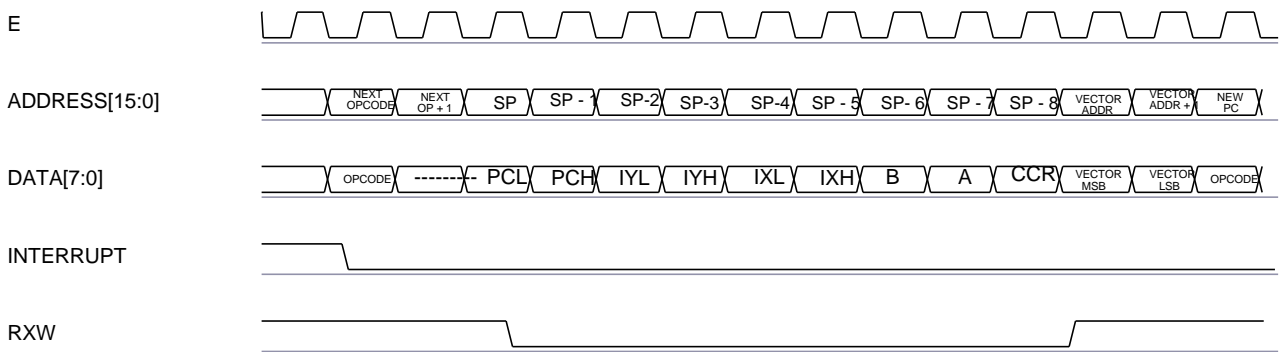 E
ADDRESS[15:0]
NEXT
OPCODE
NEXT
OP + 1
SP
SP - 1
SP-2
SP-3
SP-4
SP - 5
SP- 6
SP - 7
SP - 8
VECTOR
ADDR
VECTOR
ADDR + 1
NEW
PC
DATA[7:0]
OPCODE
---------
PCL
PCH
IYL
IYH
IXL
IXH
B
A
CCR
VECTOR
MSB
VECTOR
LSB
OPCODE
INTERRUPT
RXW